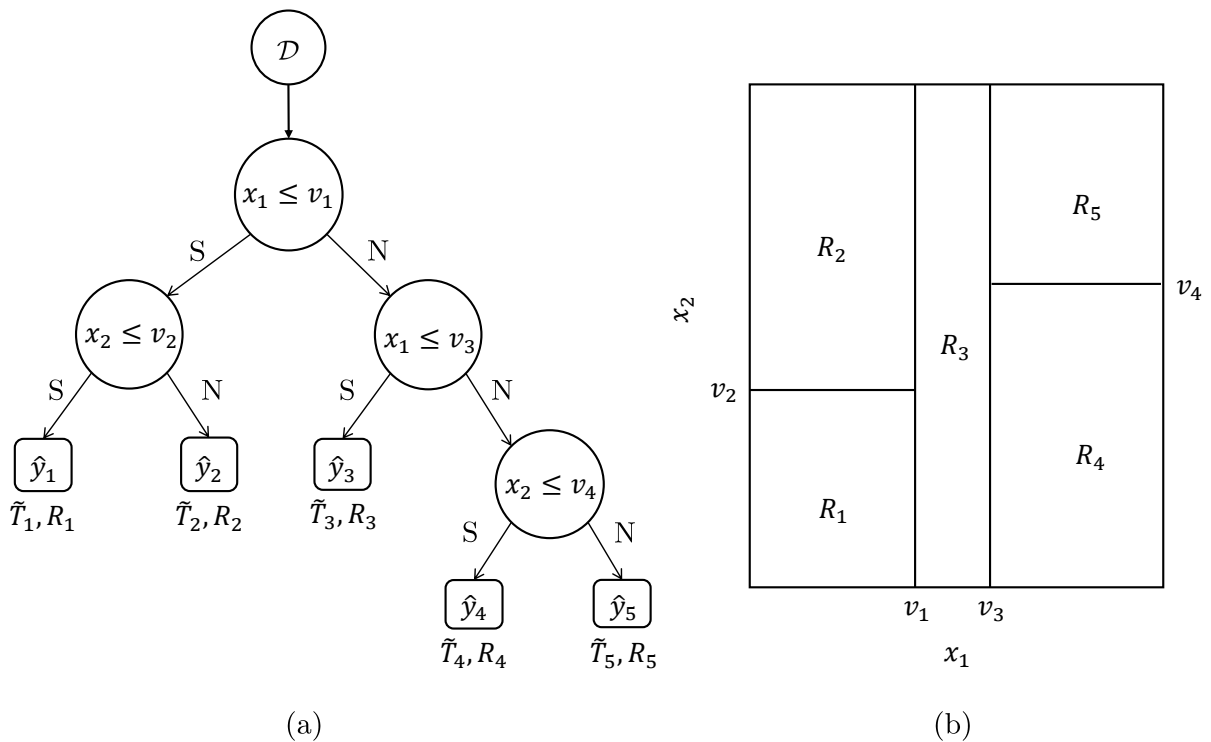 𝒟
x₁ ≤ v₁
S N
x₂ ≤ v₂ x₁ ≤ v₃
S N S N
ŷ₁ ŷ₂ ŷ₃ x₂ ≤ v₄
T̃₁, R₁ T̃₂, R₂ T̃₃, R₃
S N
ŷ₄ ŷ₅
T̃₄, R₄ T̃₅, R₅
(a)
R₅
R₂
v₄
x₂
R₃
v₂
R₄
R₁
v₁ v₃
x₁
(b)